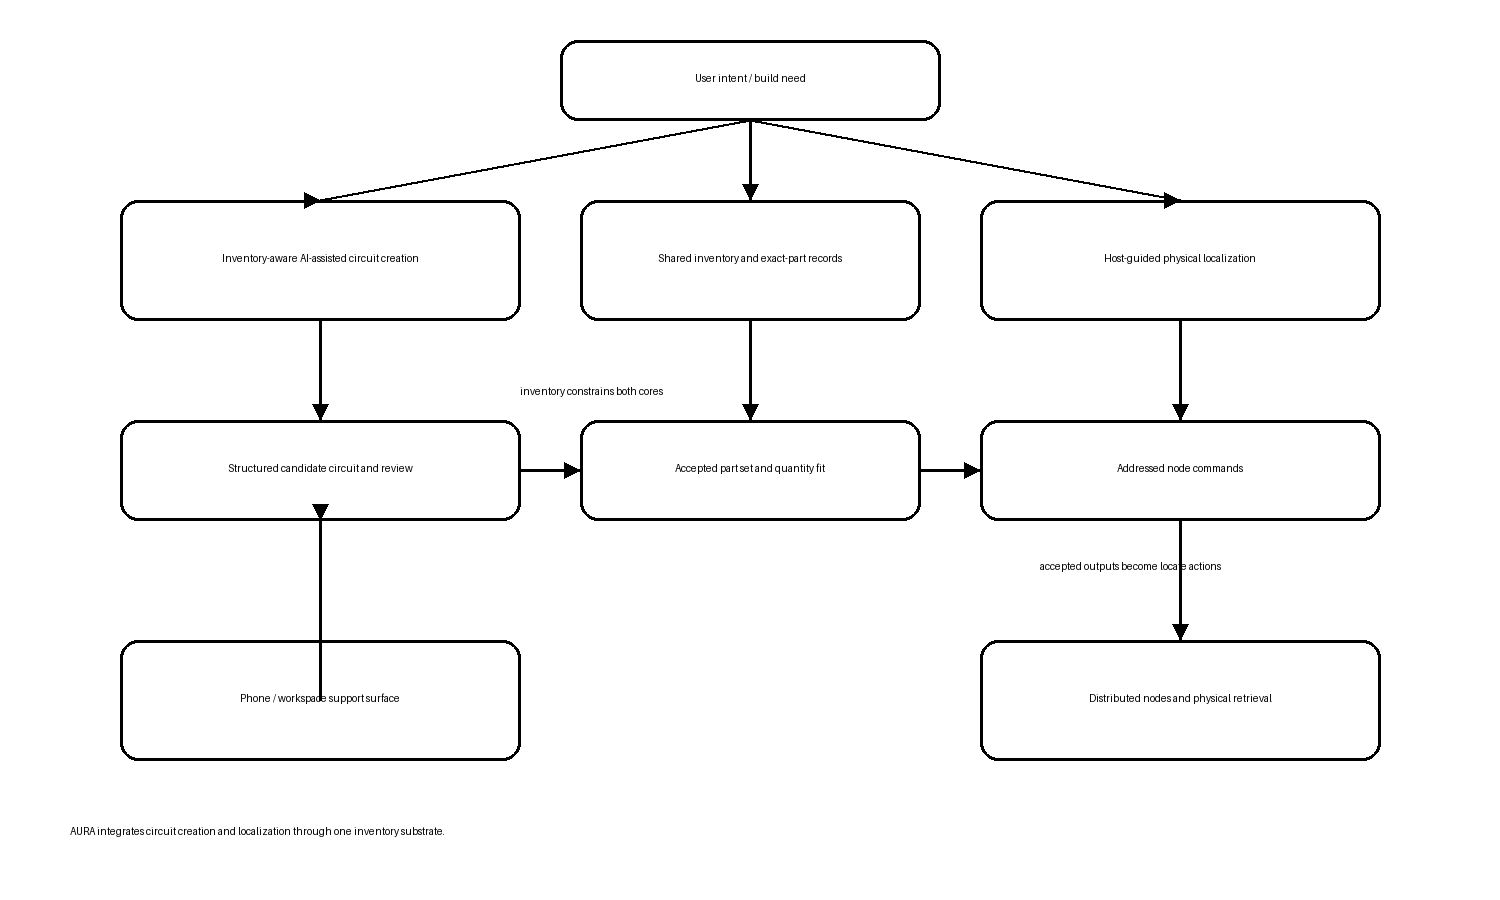 User intent / build need
Inventory-aware AI-assisted circuit creation
Shared inventory and exact-part records
Host-guided physical localization
inventory constrains both cores
Structured candidate circuit and review
Accepted part set and quantity fit
Addressed node commands
accepted outputs become locate actions
Phone / workspace support surface
Distributed nodes and physical retrieval
AURA integrates circuit creation and localization through one inventory substrate.